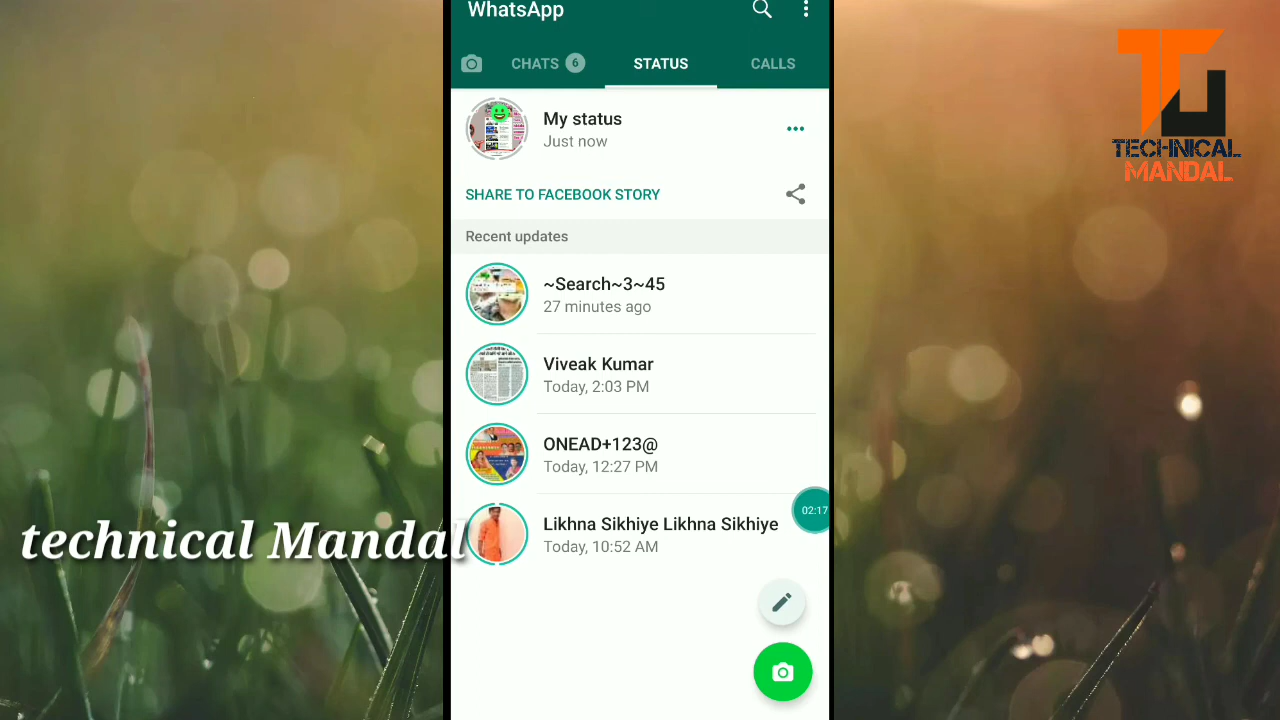 WhatsApp
CHATS 6
STATUS
CALLS
My status
Just now
SHARE TO FACEBOOK STORY
Recent updates
~Search~3~45
27 minutes ago
Viveak Kumar
Today, 2:03 PM
ONEAD+123@
Today, 12:27 PM
Likhna Sikhiye Likhna Sikhiye
Today, 10:52 AM
02:17
technical Mandal
TECHNICAL
MANDAL